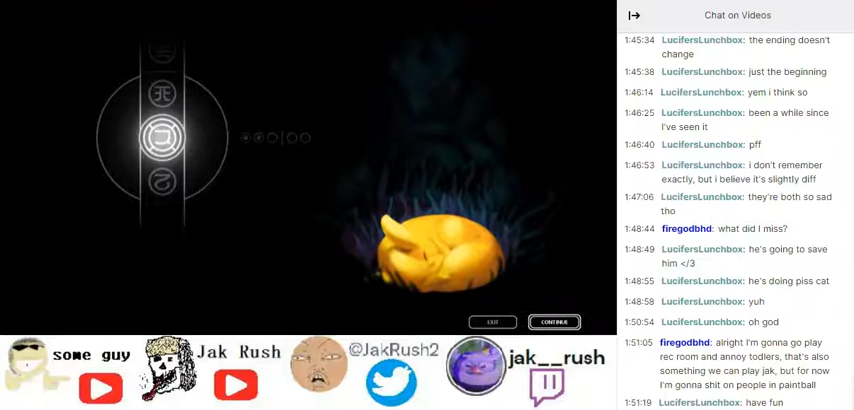 Chat on Videos
1:45:34 LucifersLunchbox: the ending doesn't
change
1:45:38 LucifersLunchbox: just the beginning
1:46:14 LucifersLunchbox: yem i think so
1:46:25 LucifersLunchbox: been a while since
I've seen it
1:46:40 LucifersLunchbox: pff
1:46:53 LucifersLunchbox: i don't remember
exactly, but i believe it's slightly diff
1:47:06 LucifersLunchbox: they're both so sad
tho
1:48:44 firegodbhd: what did I miss?
1:48:49 LucifersLunchbox: he's going to save
him </3
1:48:55 LucifersLunchbox: he's doing piss cat
1:48:58 LucifersLunchbox: yuh
1:50:54 LucifersLunchbox: oh god
1:51:05 firegodbhd: alright I'm gonna go play
rec room and annoy todlers, that's also
something we can play jak, but for now
I'm gonna shit on people in paintball
1:51:19 LucifersLunchbox: have fun
EXIT
CONTINUE
some guy
Jak Rush
@JakRush2
jak__rush